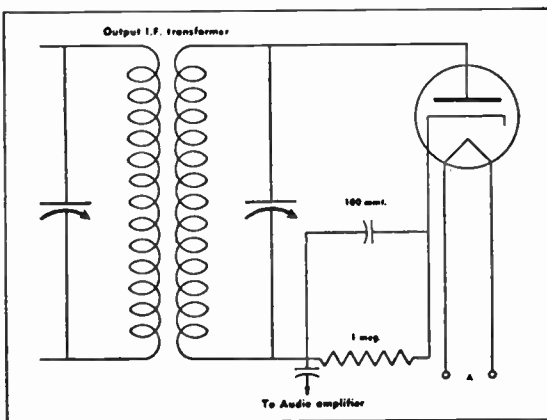 Output I.F. transformer
100 mmf.
1 meg.
A
To Audio amplifier